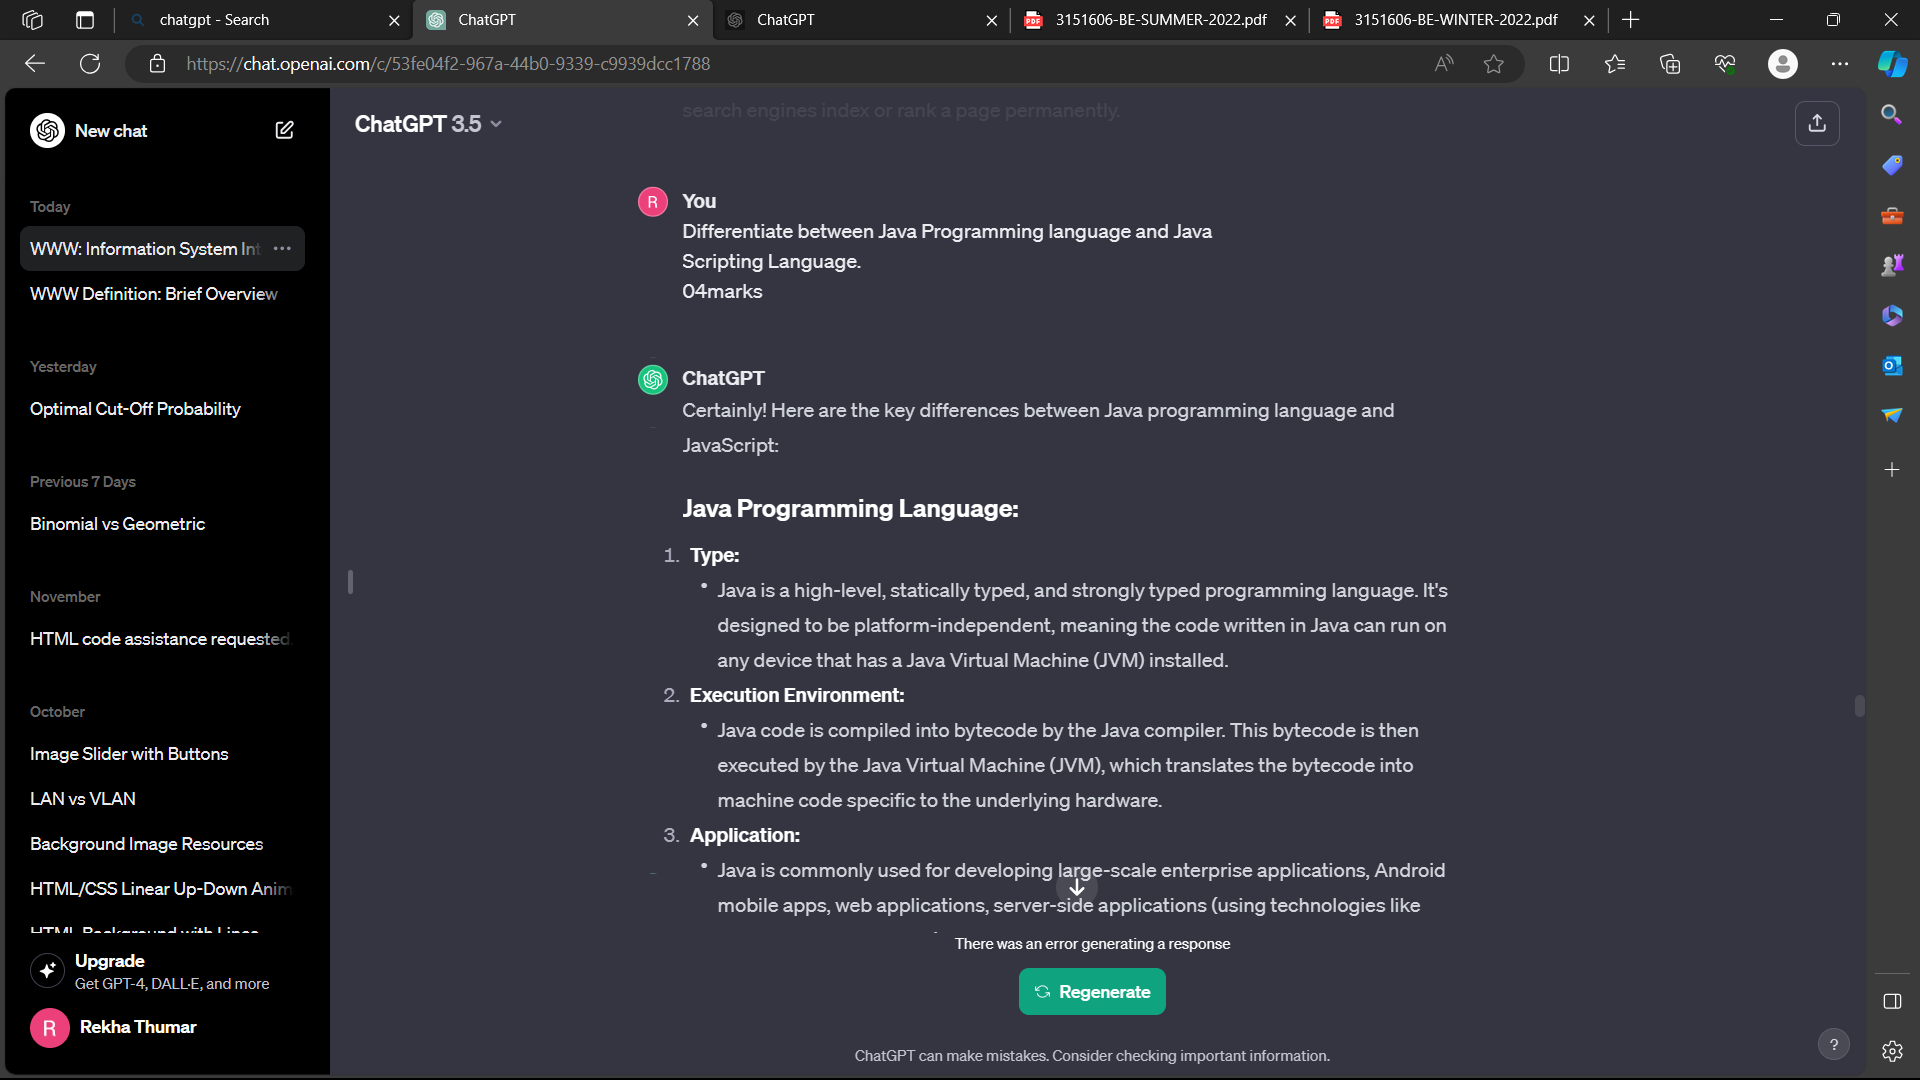 chatgpt - Search
ChatGPT
ChatGPT
3151606-BE-SUMMER-2022.pdf
3151606-BE-WINTER-2022.pdf
https://chat.openai.com/c/53fe04f2-967a-44b0-9339-c9939dcc1788
New chat
Today
WWW: Information System Int
WWW Definition: Brief Overview
Yesterday
Optimal Cut-Off Probability
Previous 7 Days
Binomial vs Geometric
November
HTML code assistance requested.
October
Image Slider with Buttons
LAN vs VLAN
Background Image Resources
HTML/CSS Linear Up-Down Anim
HTML Background with Lines
Upgrade
Get GPT-4, DALL·E, and more
R
Rekha Thumar
ChatGPT 3.5
search engines index or rank a page permanently.
R
You
Differentiate between Java Programming language and Java
Scripting Language.
04marks
ChatGPT
Certainly! Here are the key differences between Java programming language and
JavaScript:
Java Programming Language:
1. Type:
• Java is a high-level, statically typed, and strongly typed programming language. It's
designed to be platform-independent, meaning the code written in Java can run on
any device that has a Java Virtual Machine (JVM) installed.
2. Execution Environment:
• Java code is compiled into bytecode by the Java compiler. This bytecode is then
executed by the Java Virtual Machine (JVM), which translates the bytecode into
machine code specific to the underlying hardware.
3. Application:
• Java is commonly used for developing large-scale enterprise applications, Android
mobile apps, web applications, server-side applications (using technologies like
There was an error generating a response
Regenerate
ChatGPT can make mistakes. Consider checking important information.
?